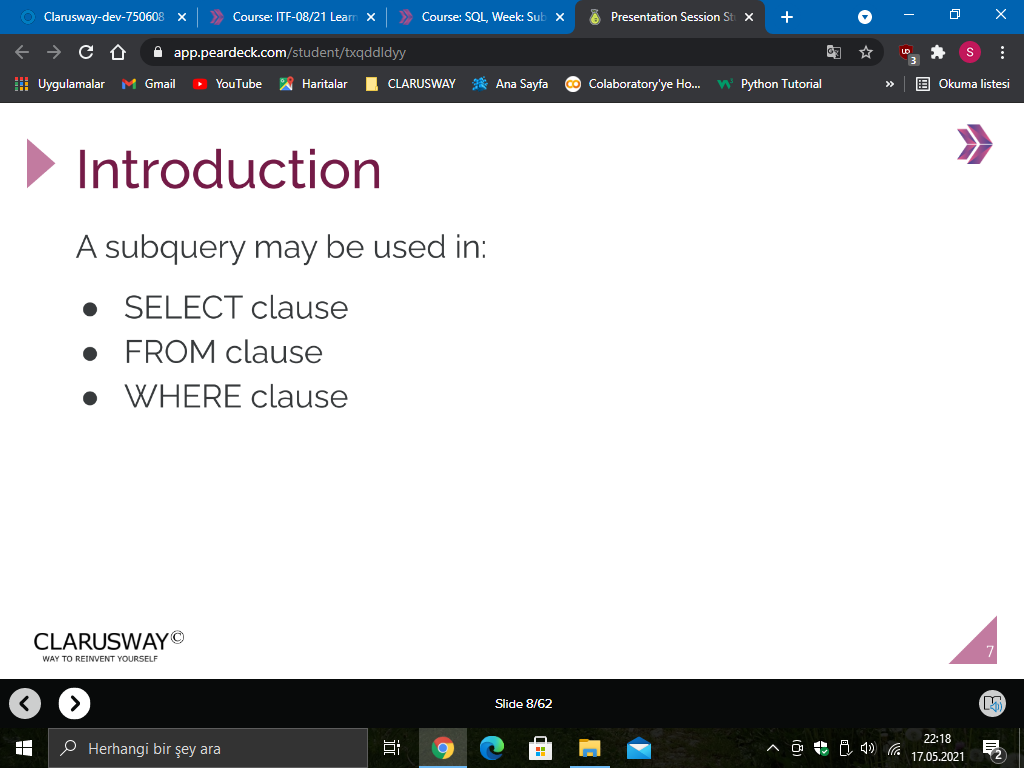 Clarusway-dev-750608
Course: ITF-08/21 Learn
Course: SQL, Week: Sub
Presentation Session St
app.peardeck.com/student/txqddldyy
3
S
Uygulamalar
Gmail
YouTube
Haritalar
CLARUSWAY
Ana Sayfa
Colaboratory'ye Ho...
Python Tutorial
»
Okuma listesi
Introduction
A subquery may be used in:
● SELECT clause
● FROM clause
● WHERE clause
CLARUSWAY©
WAY TO REINVENT YOURSELF
7
Slide 8/62
Herhangi bir şey ara
22:18
17.05.2021
2